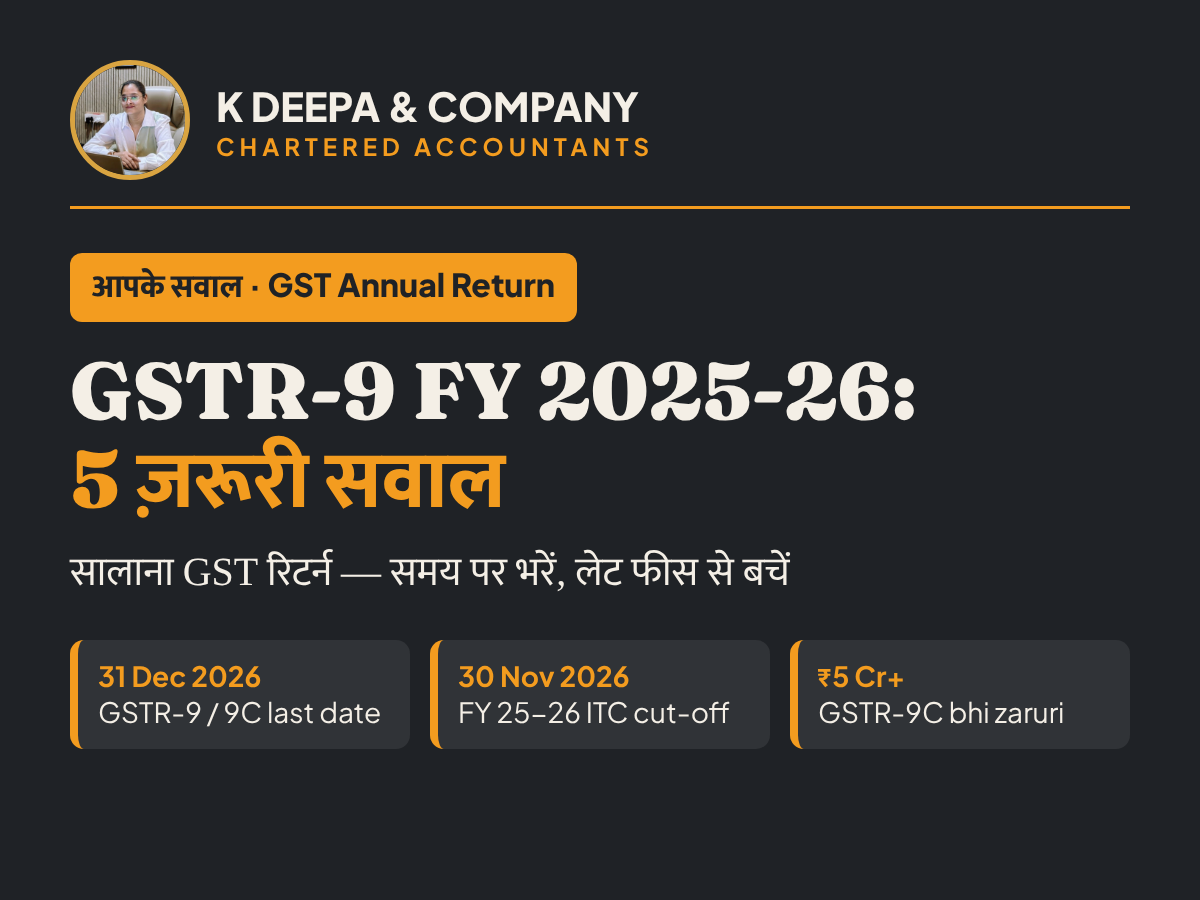 K DEEPA & COMPANY
CHARTERED ACCOUNTANTS
आपके सवाल · GST Annual Return
GSTR-9 FY 2025-26:
5 ज़रूरी सवाल
सालाना GST रिटर्न — समय पर भरें, लेट फीस से बचें
31 Dec 2026
GSTR-9 / 9C last date
30 Nov 2026
FY 25–26 ITC cut-off
₹5 Cr+
GSTR-9C bhi zaruri